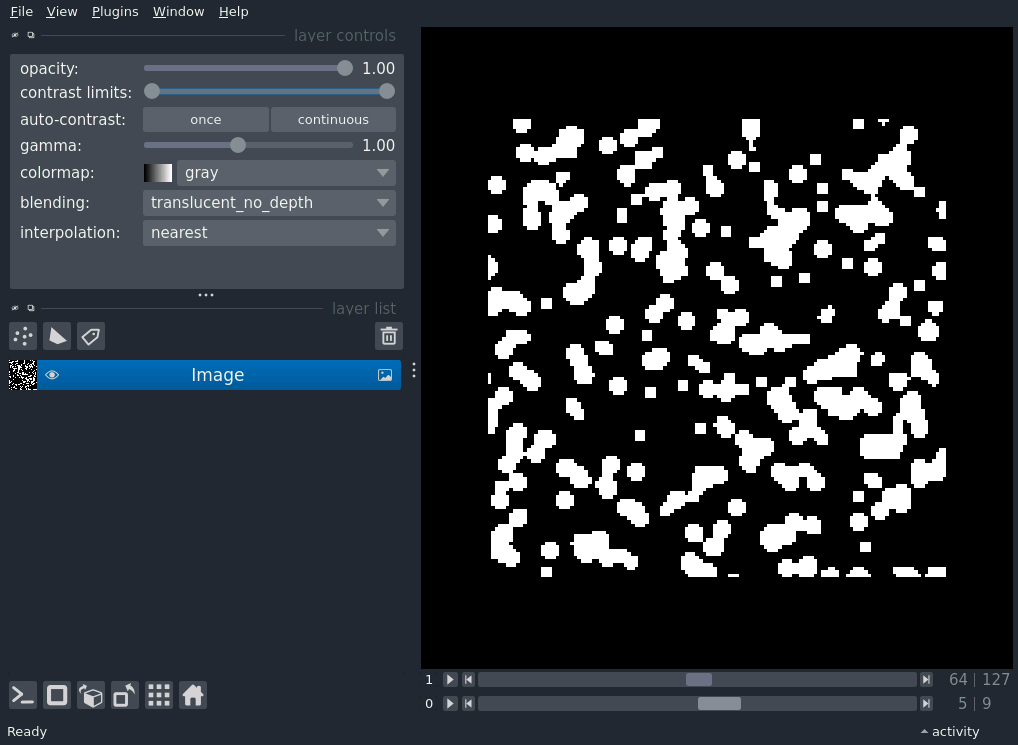 File View Plugins Window Help
layer controls
opacity: 1.00
contrast limits:
auto-contrast: once continuous
gamma: 1.00
colormap: gray
blending: translucent_no_depth
interpolation: nearest
layer list
Image
1 64 | 127
0 5 | 9
Ready activity